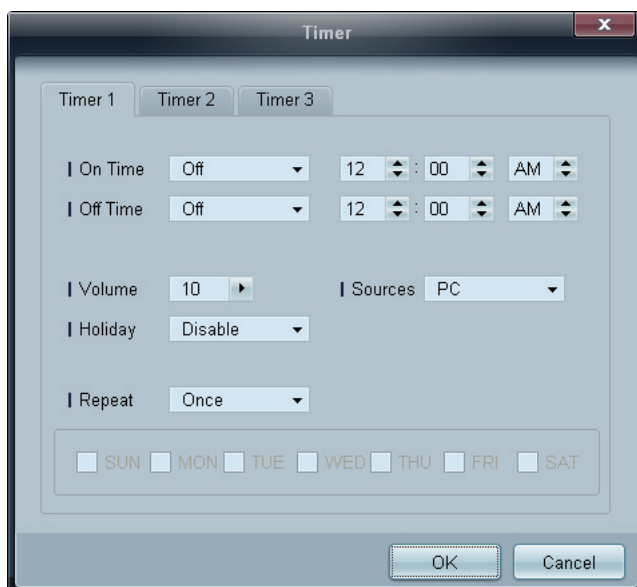 Timer
x
Timer 1 Timer 2 Timer 3
On Time Off 12 : 00 AM
Off Time Off 12 : 00 AM
Volume 10 Sources PC
Holiday Disable
Repeat Once
SUN MON TUE WED THU FRI SAT
OK Cancel